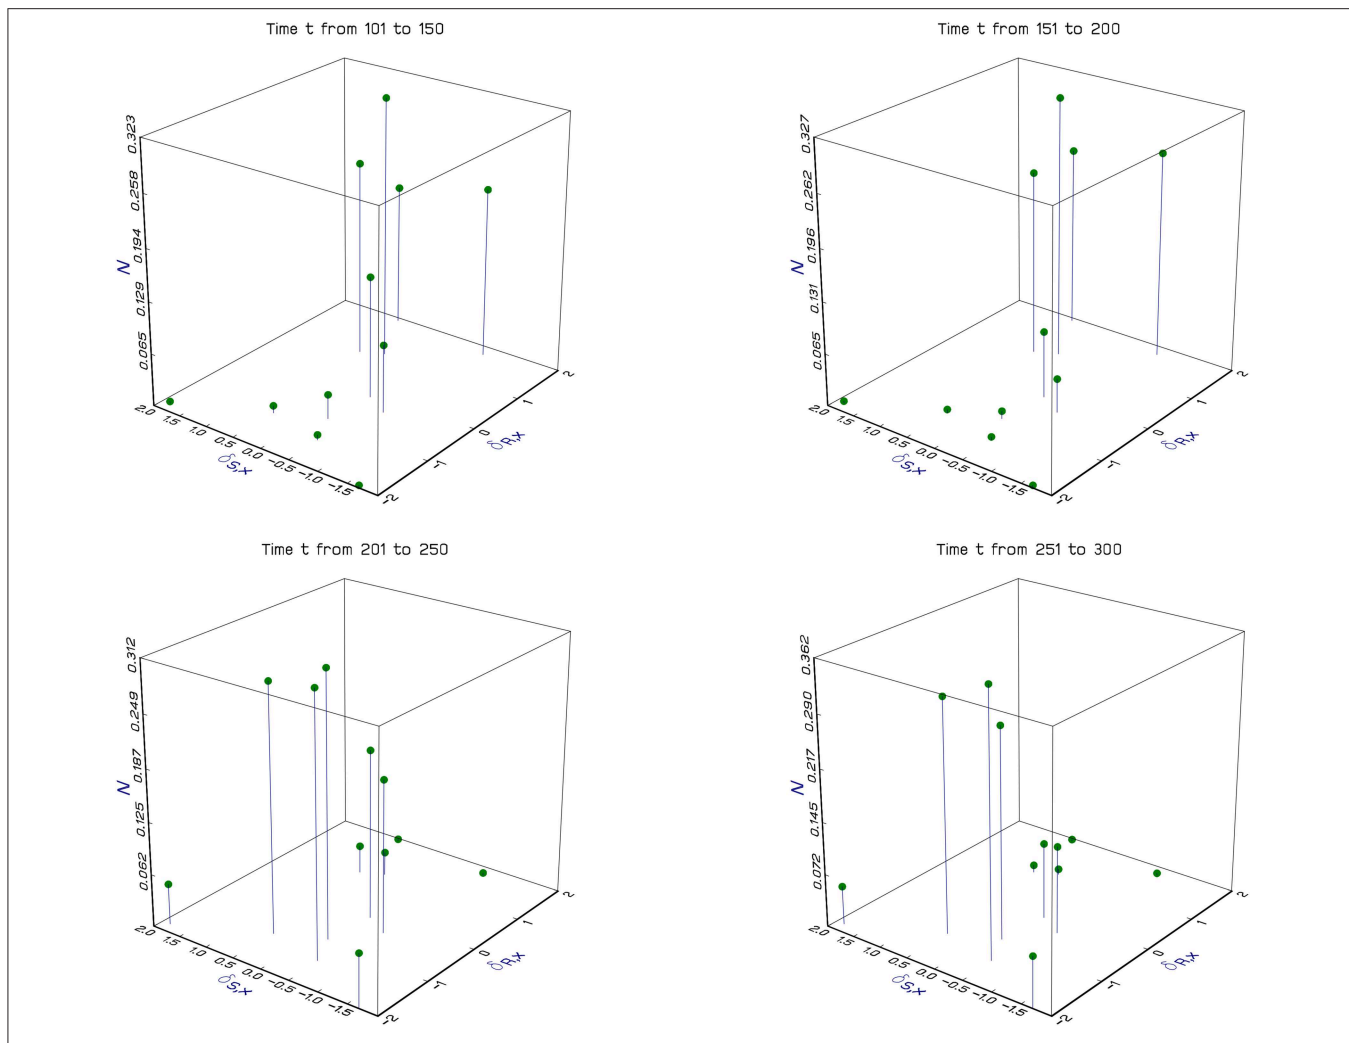 Time t from 101 to 150
0.323
0.258
0.194
0.129
0.065
N
2.0 1.5 1.0 0.5 0.0 -0.5 -1.0 -1.5
δS,x
-2 -1 0 1 2
δR,x
Time t from 151 to 200
0.327
0.262
0.196
0.131
0.065
N
2.0 1.5 1.0 0.5 0.0 -0.5 -1.0 -1.5
δS,x
-2 -1 0 1 2
δR,x
Time t from 201 to 250
0.312
0.249
0.187
0.125
0.062
N
2.0 1.5 1.0 0.5 0.0 -0.5 -1.0 -1.5
δS,x
-2 -1 0 1 2
δR,x
Time t from 251 to 300
0.362
0.290
0.217
0.145
0.072
N
2.0 1.5 1.0 0.5 0.0 -0.5 -1.0 -1.5
δS,x
-2 -1 0 1 2
δR,x